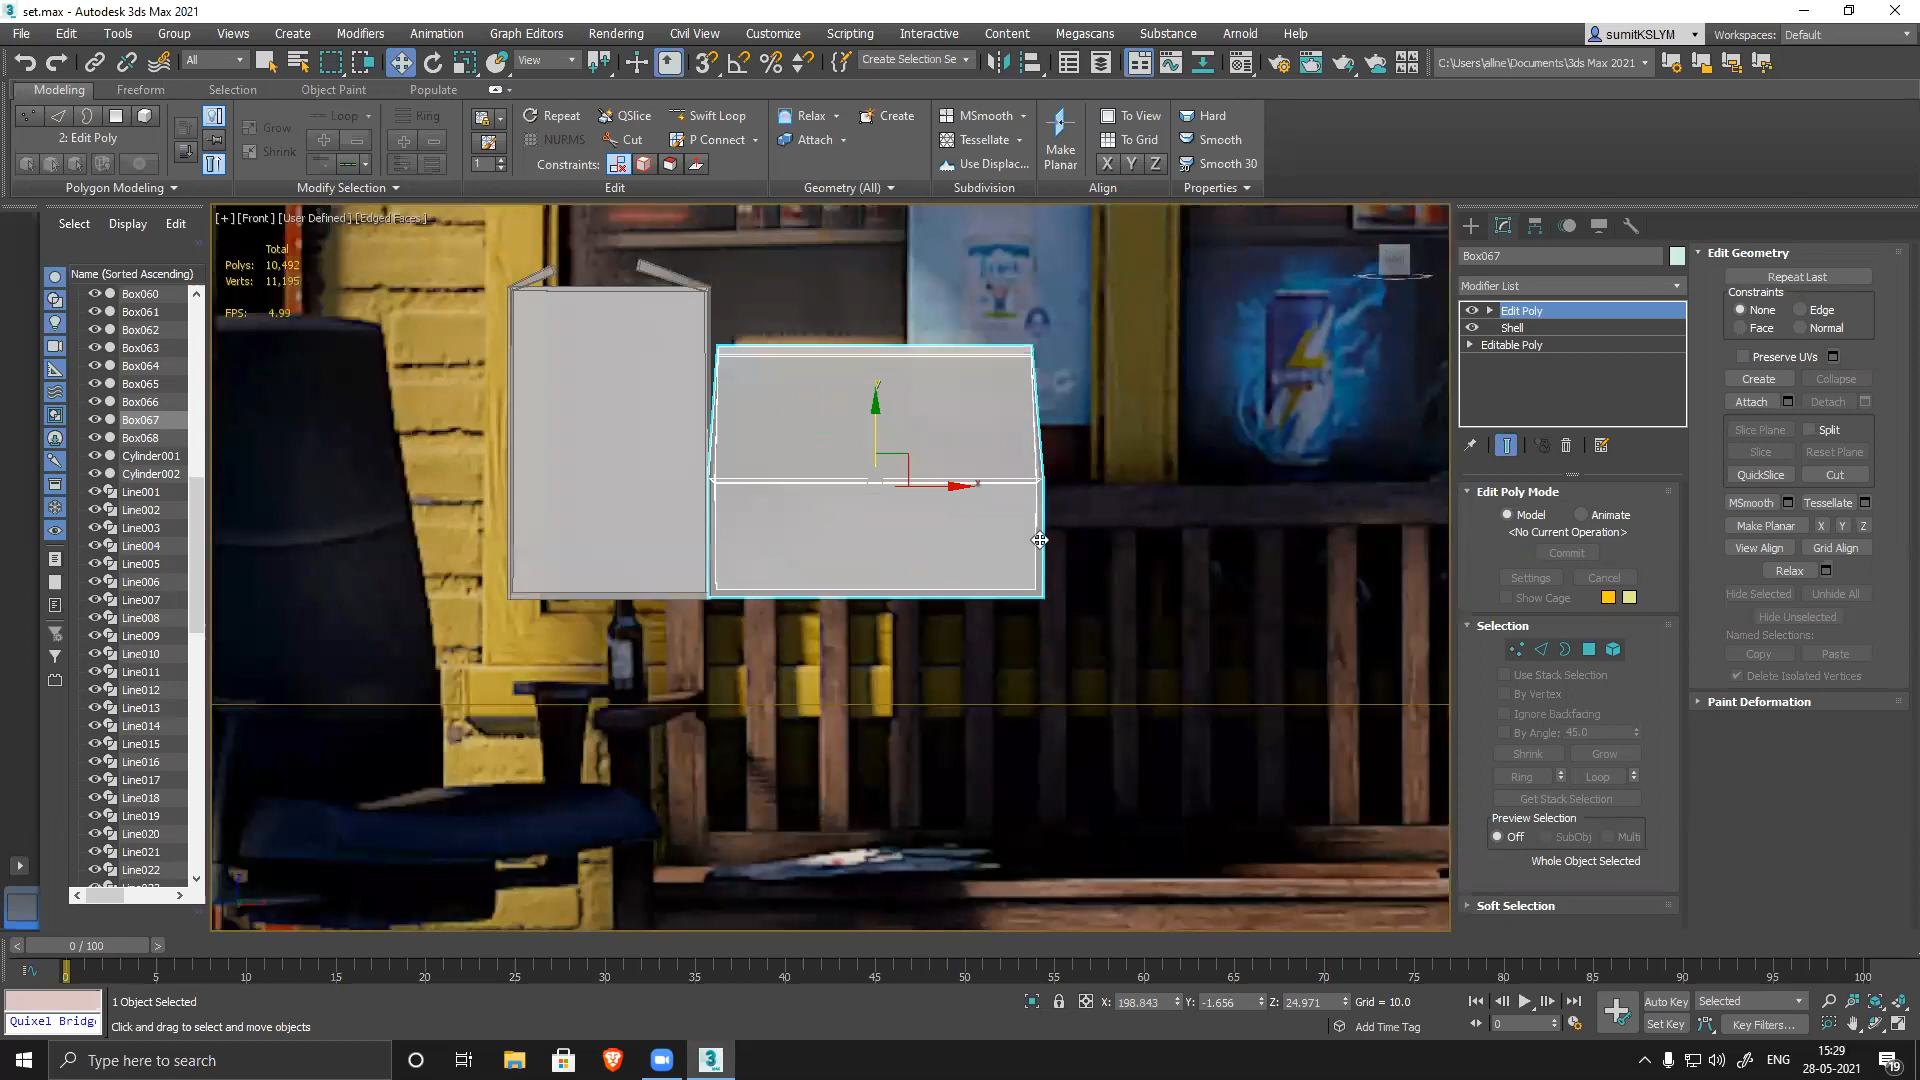 set.max - Autodesk 3ds Max 2021
File Edit Tools Group Views Create Modifiers Animation Graph Editors Rendering Civil View Customize Scripting Interactive Content Megascans Substance Arnold Help
sumitKSLYM Workspaces: Default
All View Create Selection Se C:\Users\allne\Documents\3ds Max 2021
Modeling Freeform Selection Object Paint Populate
2: Edit Poly
Grow
Shrink
Loop Ring
Repeat QSlice Swift Loop
NURMS Cut P Connect
1 Constraints:
Relax Create
Attach
MSmooth
Tessellate
Use Displac...
Make
Planar
To View
To Grid
X Y Z
Hard
Smooth
Smooth 30
Polygon Modeling Modify Selection Edit Geometry (All) Subdivision Align Properties
Select Display Edit
Name (Sorted Ascending)
Box060
Box061
Box062
Box063
Box064
Box065
Box066
Box067
Box068
Cylinder001
Cylinder002
Line001
Line002
Line003
Line004
Line005
Line006
Line007
Line008
Line009
Line010
Line011
Line012
Line013
Line014
Line015
Line016
Line017
Line018
Line019
Line020
Line021
Line022
[+] [Front] [User Defined] [Edged Faces]
Total
Polys: 10,492
Verts: 11,195
FPS: 4.99
y
x
Box067
Modifier List
Edit Poly
Shell
Editable Poly
Edit Poly Mode
Model Animate
<No Current Operation>
Commit
Settings Cancel
Show Cage
Selection
Use Stack Selection
By Vertex
Ignore Backfacing
By Angle: 45.0
Shrink Grow
Ring Loop
Get Stack Selection
Preview Selection
Off SubObj Multi
Whole Object Selected
Soft Selection
Edit Geometry
Repeat Last
Constraints
None Edge
Face Normal
Preserve UVs
Create Collapse
Attach Detach
Slice Plane Split
Slice Reset Plane
QuickSlice Cut
MSmooth Tessellate
Make Planar X Y Z
View Align Grid Align
Relax
Hide Selected Unhide All
Hide Unselected
Named Selections:
Copy Paste
Delete Isolated Vertices
Paint Deformation
< 0 / 100 >
0 5 10 15 20 25 30 35 40 45 50 55 60 65 70 75 80 85 90 95 100
1 Object Selected
X: 198.843 Y: -1.656 Z: 24.971 Grid = 10.0
Auto Key Selected
Quixel Bridg
Click and drag to select and move objects
Add Time Tag
0
Set Key Key Filters...
Type here to search
ENG
15:29
28-05-2021
19